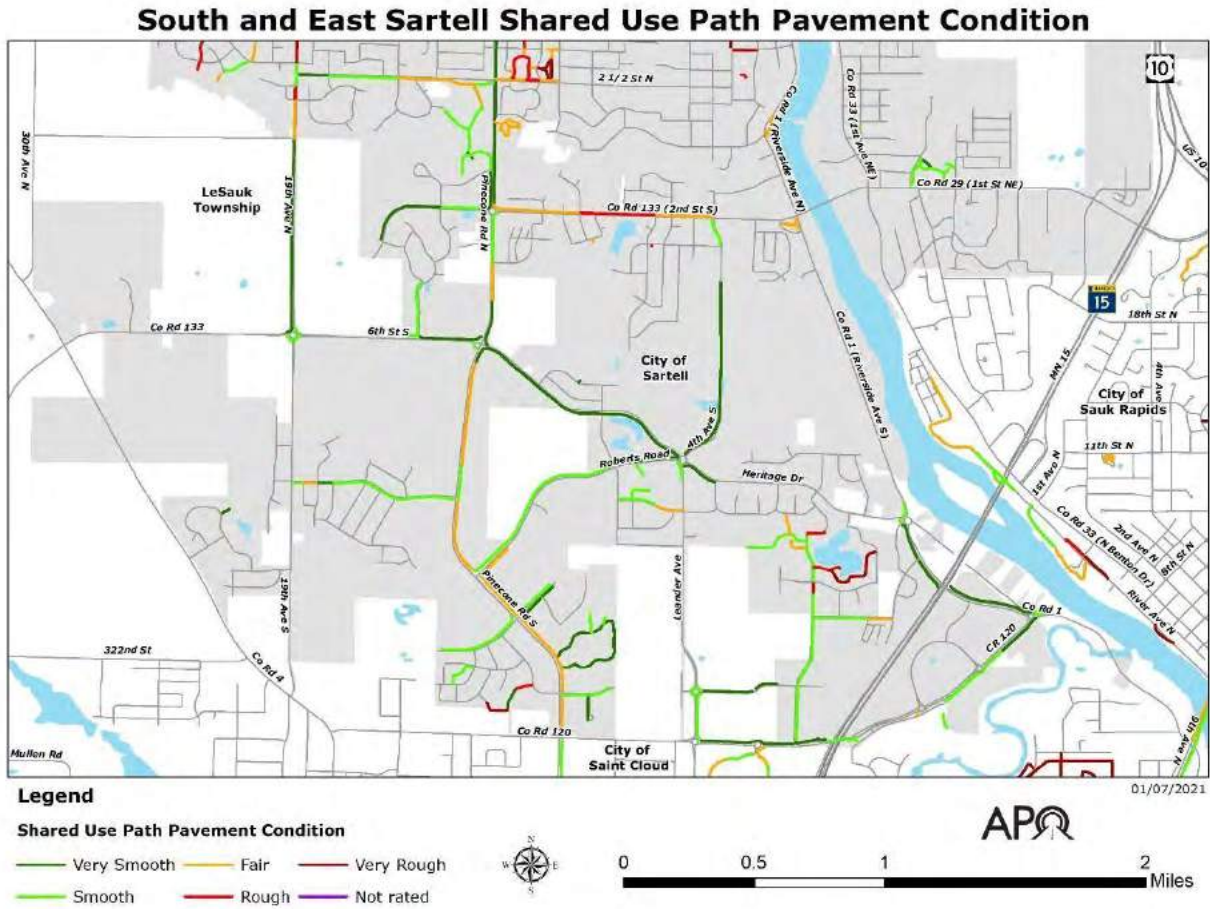 South and East Sartell Shared Use Path Pavement Condition
2 1/2 St N
10
US 10
30th Ave N
Co Rd 1 (Riverside Ave N)
Co Rd 33 (1st Ave NE)
LeSauk
Township
19th Ave N
Pinecone Rd N
Co Rd 29 (1st St NE)
Co Rd 133 (2nd St S)
15
18th St N
Co Rd 133
6th St S
Co Rd 1 (Riverside Ave S)
City of
Sartell
MN 15
4th Ave
City of
Sauk Rapids
4th Ave S
11th St N
Roberts Road
Heritage Dr
1st Ave N
Co Rd 33 (N Benton Dr)
2nd Ave N
8th St N
19th Ave S
Pinecone Rd S
Leander Ave
Co Rd 1
River Ave N
CR 120
322nd St
Co Rd 4
Co Rd 120
City of
Saint Cloud
9th Ave N
Mullen Rd
01/07/2021
Legend
Shared Use Path Pavement Condition
Very Smooth
Fair
Very Rough
Smooth
Rough
Not rated
N
W E
S
APO
0 0.5 1 2
Miles